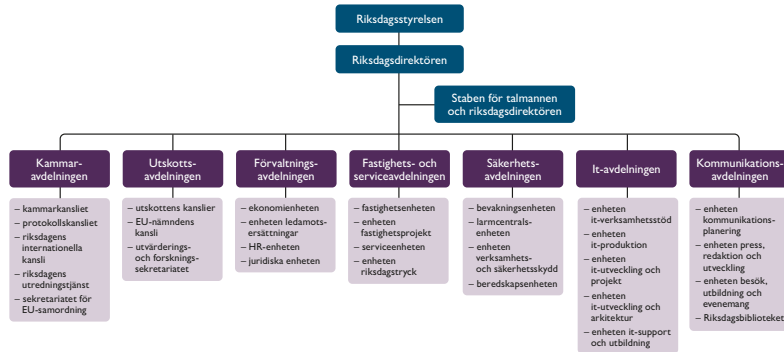 Riksdagsstyrelsen
Riksdagsdirektören
Staben för talmannen
och riksdagsdirektören
Kammar-
avdelningen
– kammarkansliet
– protokollskansliet
– riksdagens
internationella
kansli
– riksdagens
utredningstjänst
– sekretariatet för
EU-samordning
Utskotts-
avdelningen
– utskottens kanslier
– EU-nämndens
kansli
– utvärderings-
och forsknings-
sekretariatet
Förvaltnings-
avdelningen
– ekonomienheten
– enheten ledamots-
ersättningar
– HR-enheten
– juridiska enheten
Fastighets- och
serviceavdelningen
– fastighetsenheten
– enheten
fastighetsprojekt
– serviceenheten
– enheten
riksdagstryck
Säkerhets-
avdelningen
– bevakningsenheten
– larmcentrals-
enheten
– enheten
verksamhets-
och säkerhetsskydd
– beredskapsenheten
It-avdelningen
– enheten
it-verksamhetsstöd
– enheten
it-produktion
– enheten
it-utveckling och
projekt
– enheten
it-utveckling och
arkitektur
– enheten it-support
och utbildning
Kommunikations-
avdelningen
– enheten
kommunikations-
planering
– enheten press,
redaktion och
utveckling
– enheten besök,
utbildning och
evenemang
– Riksdagsbiblioteket